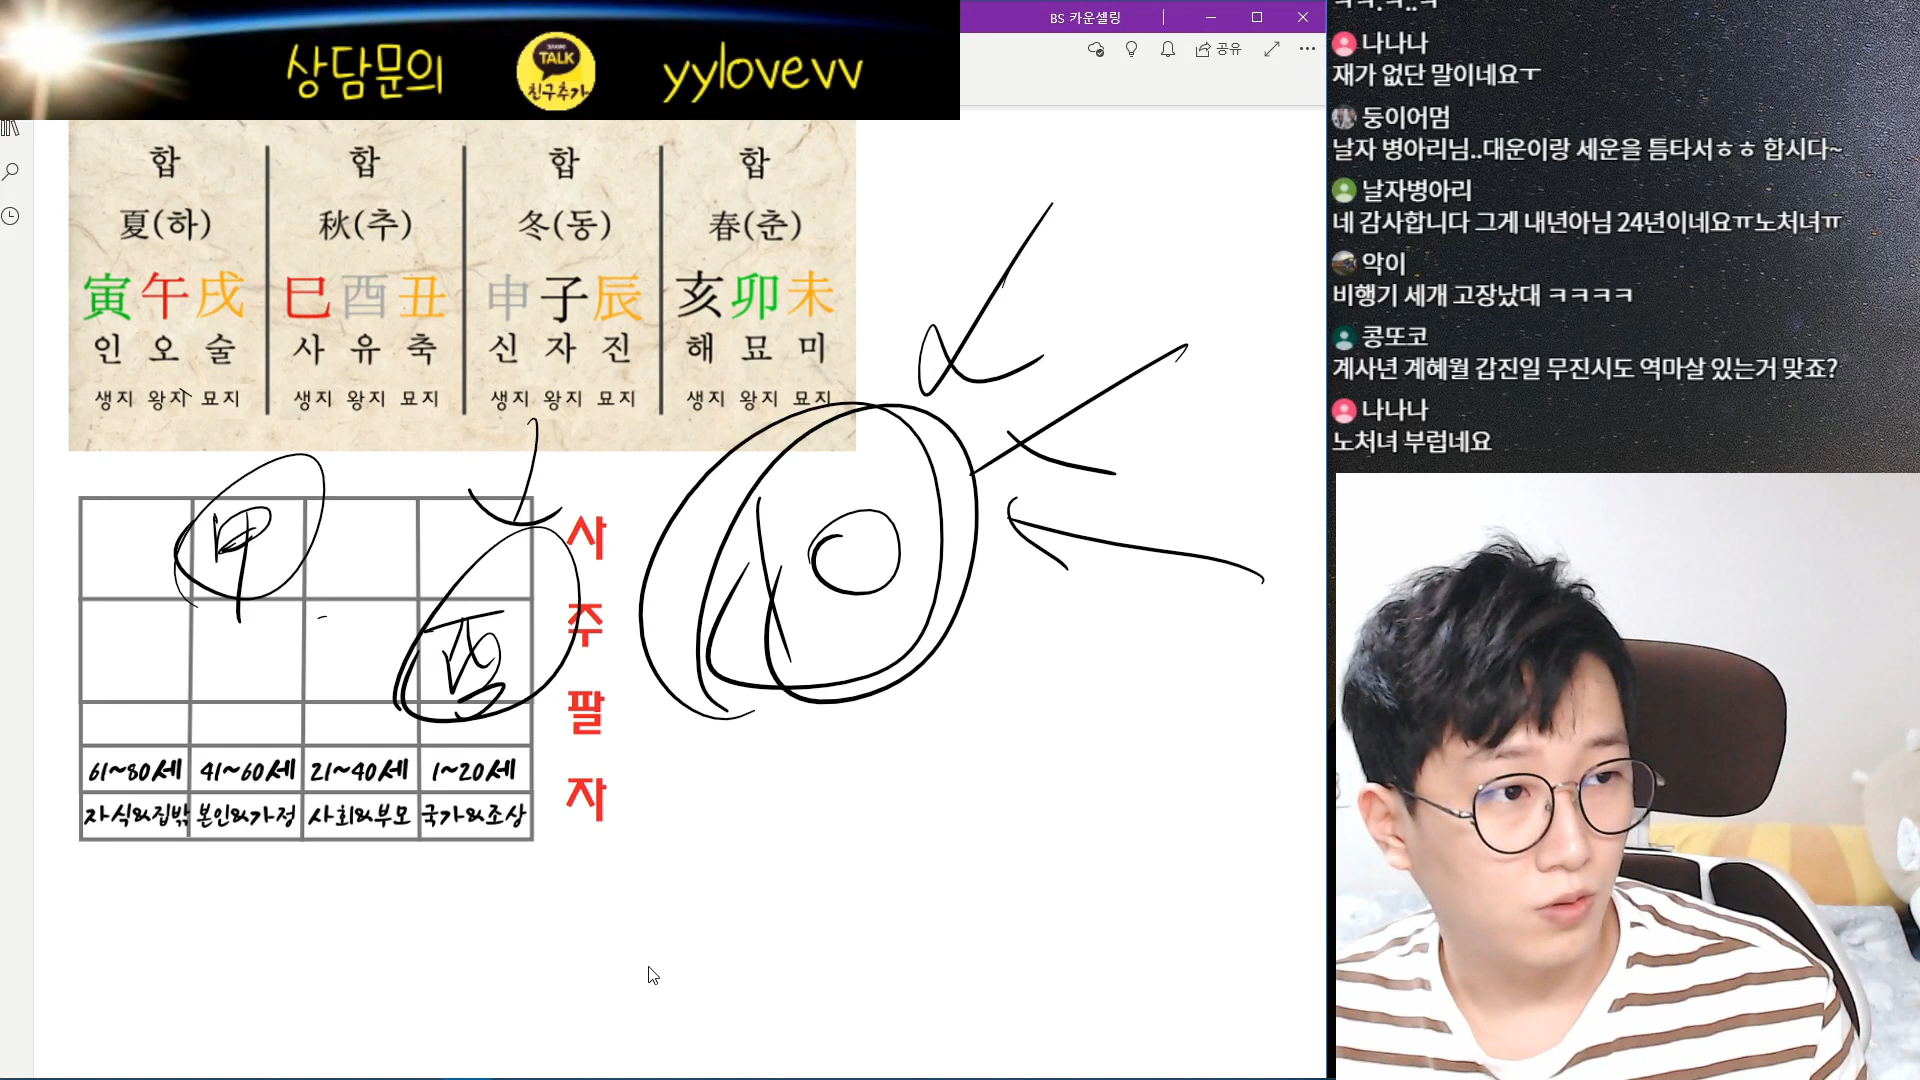 상담문의
TALK
친구추가
yylovevv
BS 카운셀링
공유
합 합 합 합
夏(하) 秋(추) 冬(동) 春(춘)
寅午戌 巳酉丑 申子辰 亥卯未
인 오 술 사 유 축 신 자 진 해 묘 미
생지 왕지 묘지 생지 왕지 묘지 생지 왕지 묘지 생지 왕지 묘지
甲
酉
사
주
팔
자
61~80세 41~60세 21~40세 1~20세
자식&집밖 본인&가정 사회&부모 국가&조상
나나나
재가 없단 말이네요ㅜ
둥이어멈
날자 병아리님..대운이랑 세운을 틈타서ㅎㅎ 합시다~
날자병아리
네 감사합니다 그게 내년아님 24년이네요ㅠ노처녀ㅠ
악이
비행기 세개 고장났대 ㅋㅋㅋㅋ
콩또코
계사년 계혜월 갑진일 무진시도 역마살 있는거 맞죠?
나나나
노처녀 부럽네요